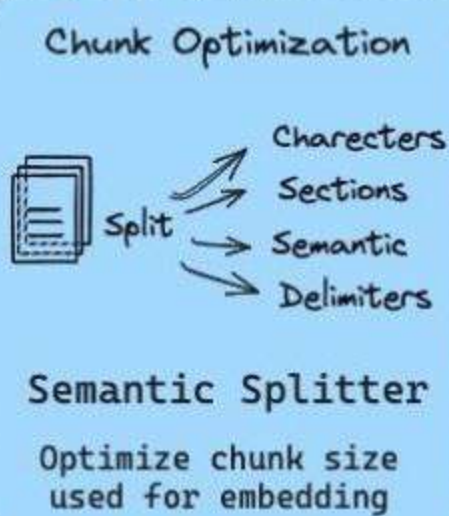 Chunk Optimization
Charecters
Sections
Split
Semantic
Delimiters
Semantic Splitter
Optimize chunk size
used for embedding